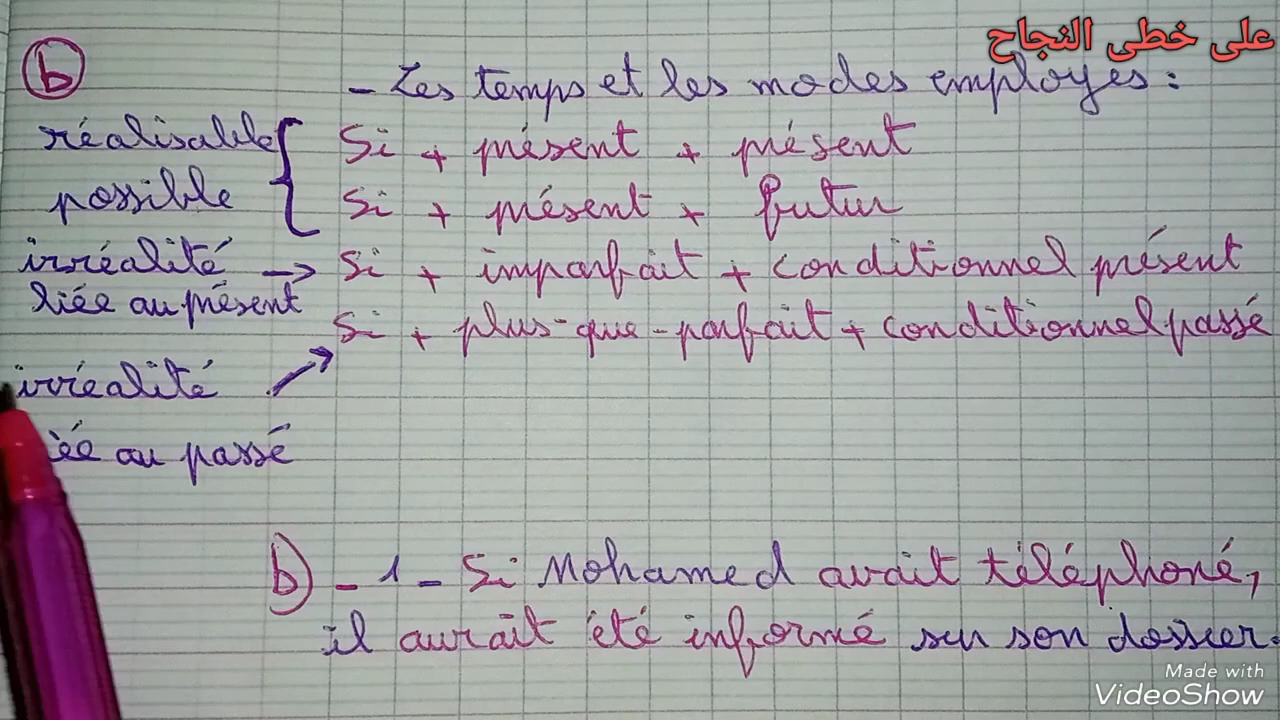 على خطى النجاح
b
- Les temps et les modes employés :
réalisable
possible
Si + présent + présent
Si + présent + futur
irréalité
liée au présent
→ Si + imparfait + conditionnel présent
Si + plus-que-parfait + conditionnel passé
irréalité
ée au passé
b) - 1 - Si Mohamed avait téléphoné,
il aurait été informé sur son dossier.
Made with
VideoShow